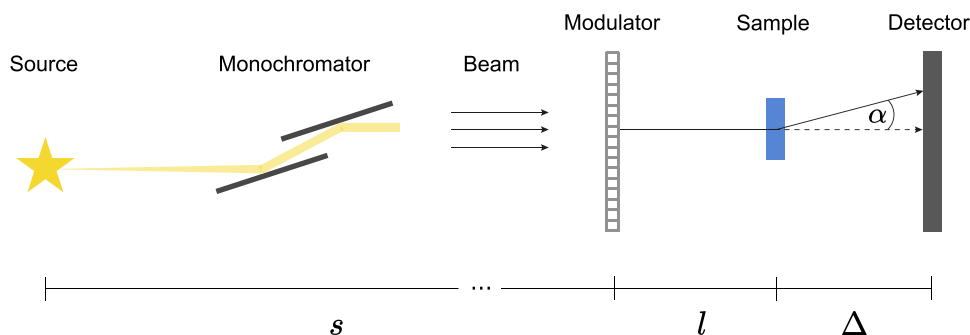 Source
Monochromator
Beam
Modulator
Sample
Detector
α
...
s
l
Δ